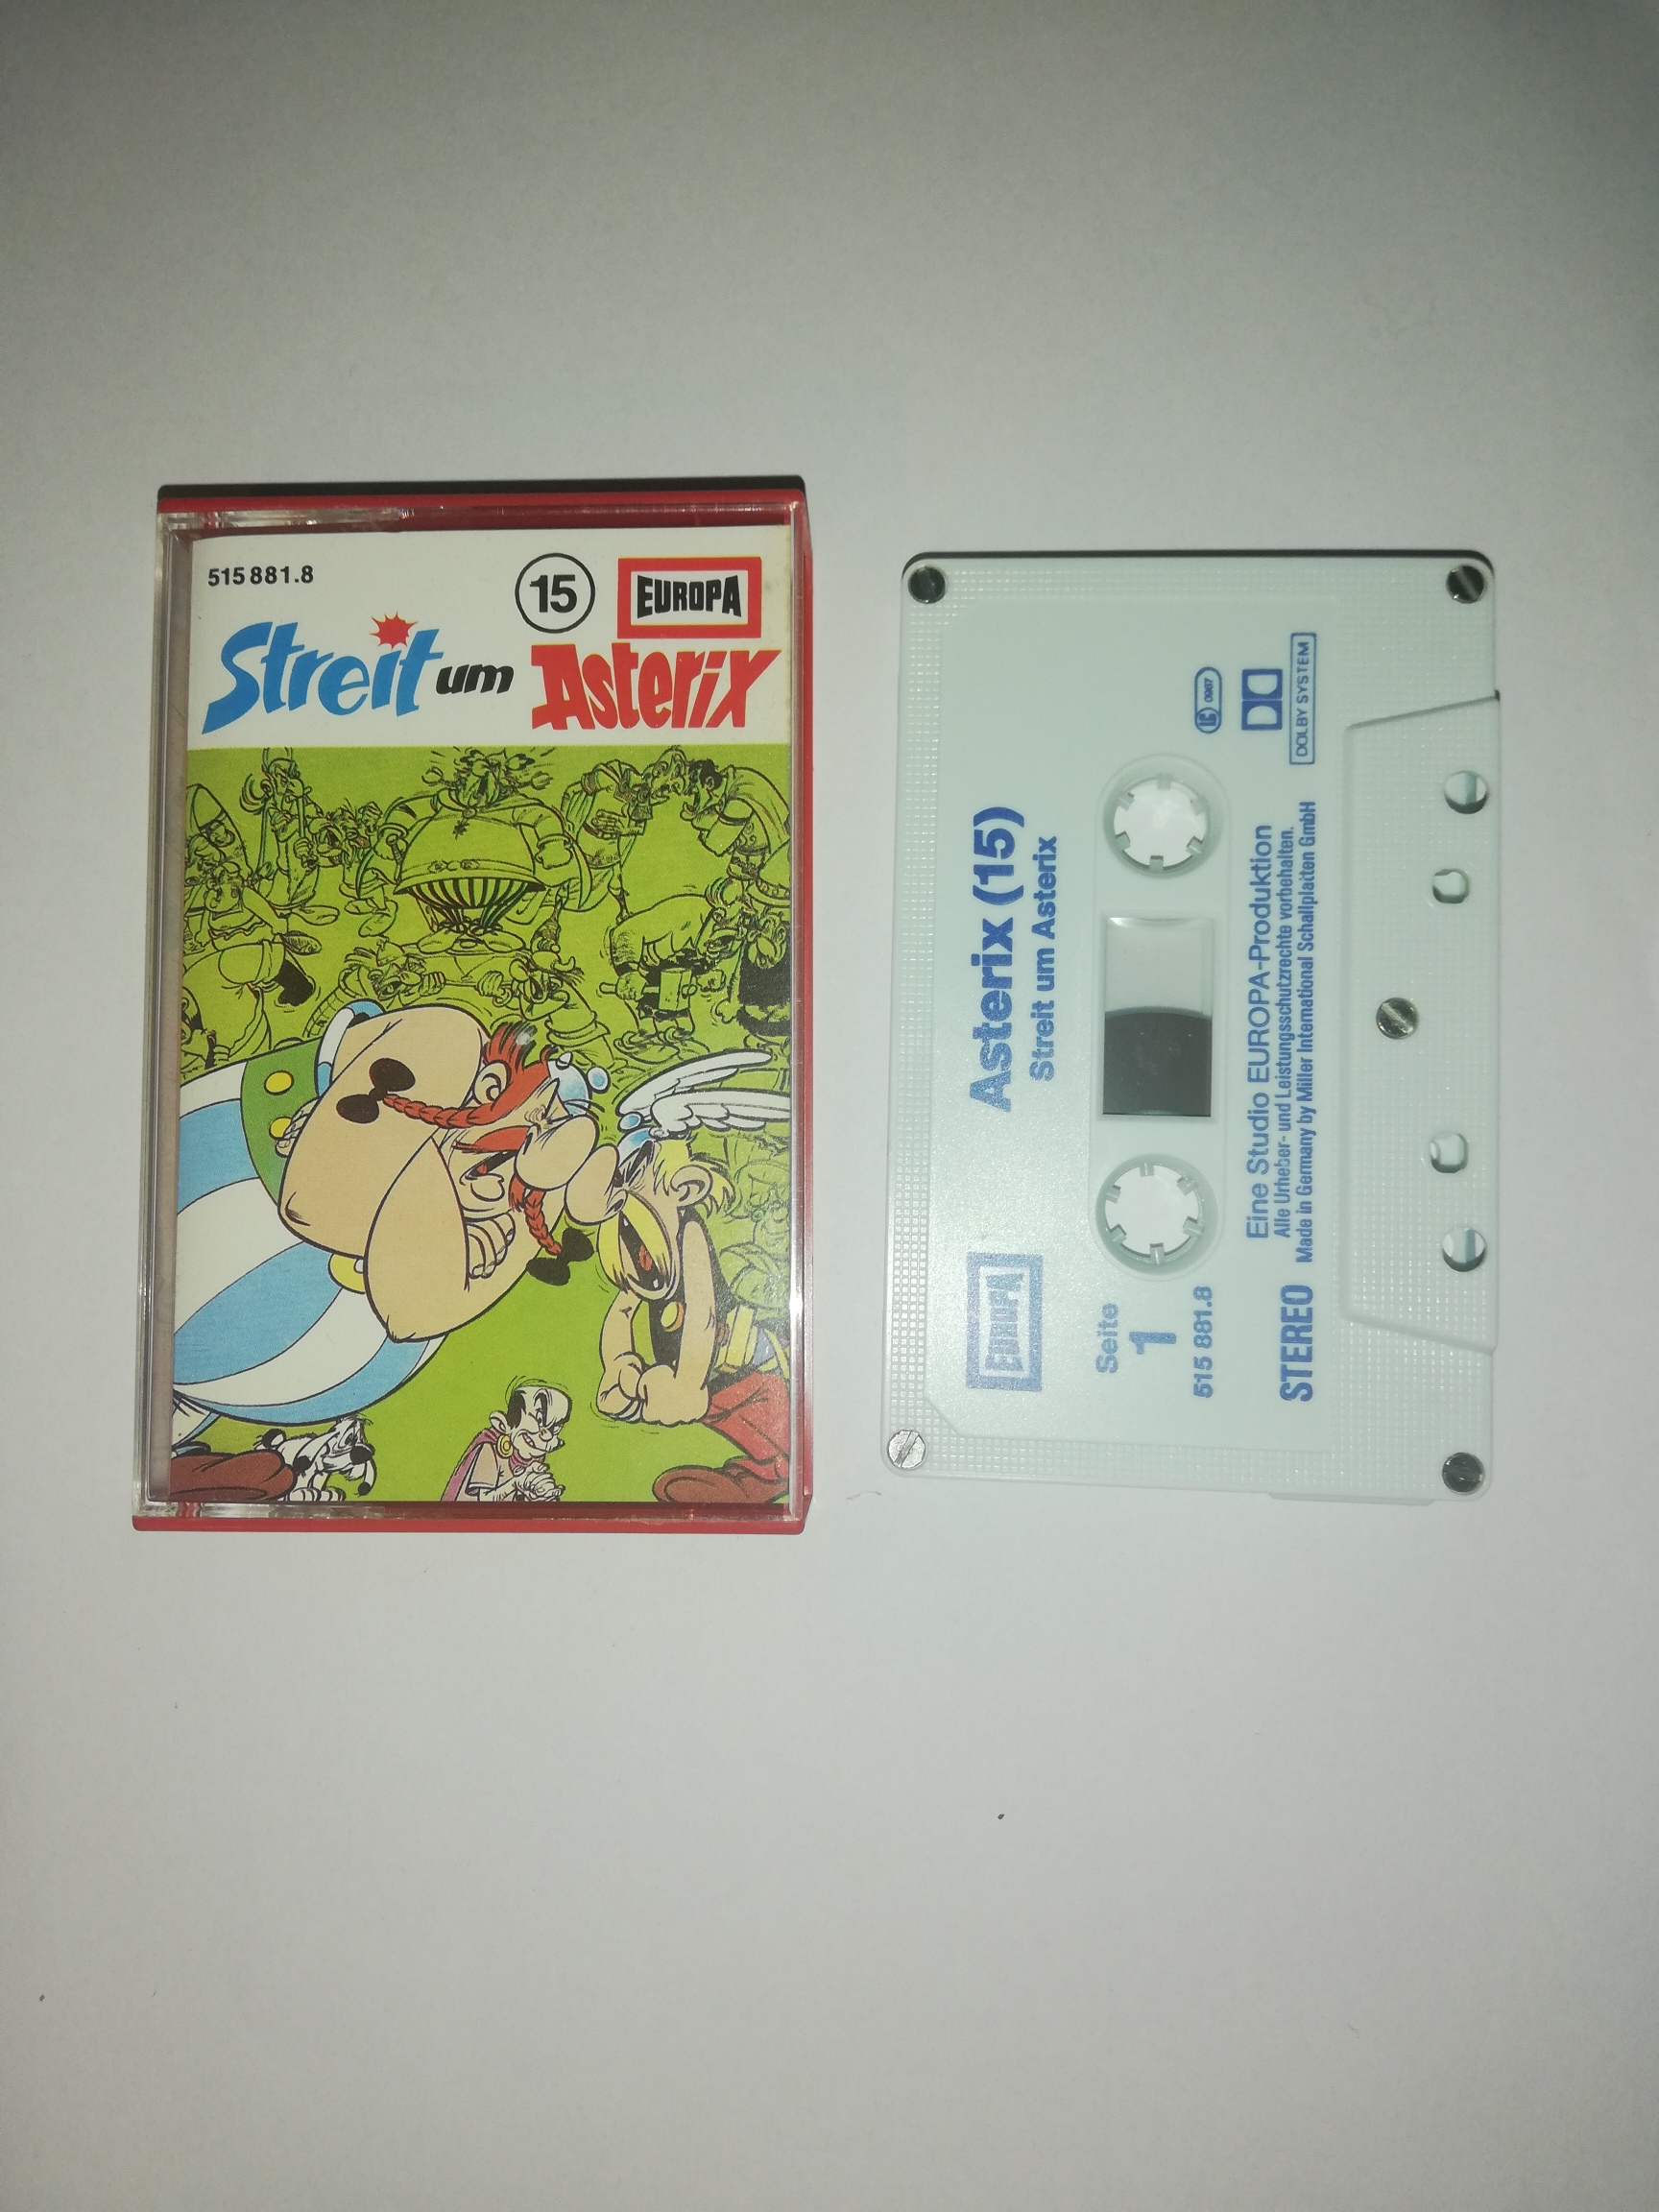 515 881.8
15
EUROPA
Streit um Asterix
Asterix (15)
Streit um Asterix
EUROPA
Seite
1
515 881.8
LC 0967
DOLBY SYSTEM
STEREO
Eine Studio EUROPA-Produktion
Alle Urheber- und Leistungsschutzrechte vorbehalten.
Made in Germany by Miller International Schallplatten GmbH